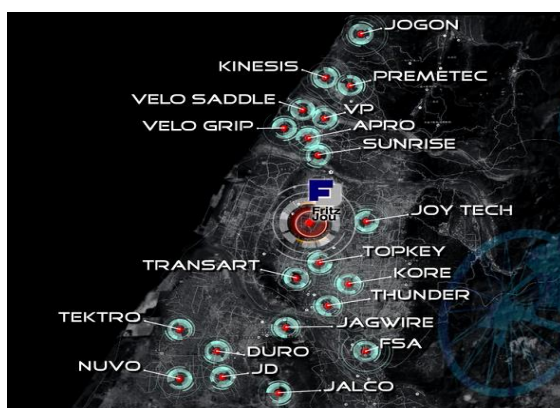 JOGON
KINESIS
PREMETEC
VELO SADDLE
VP
VELO GRIP
APRO
SUNRISE
F
Fritz
Jou
JOY TECH
TOPKEY
TRANSART
KORE
THUNDER
TEKTRO
JAGWIRE
DURO
FSA
NUVO
JD
JALCO